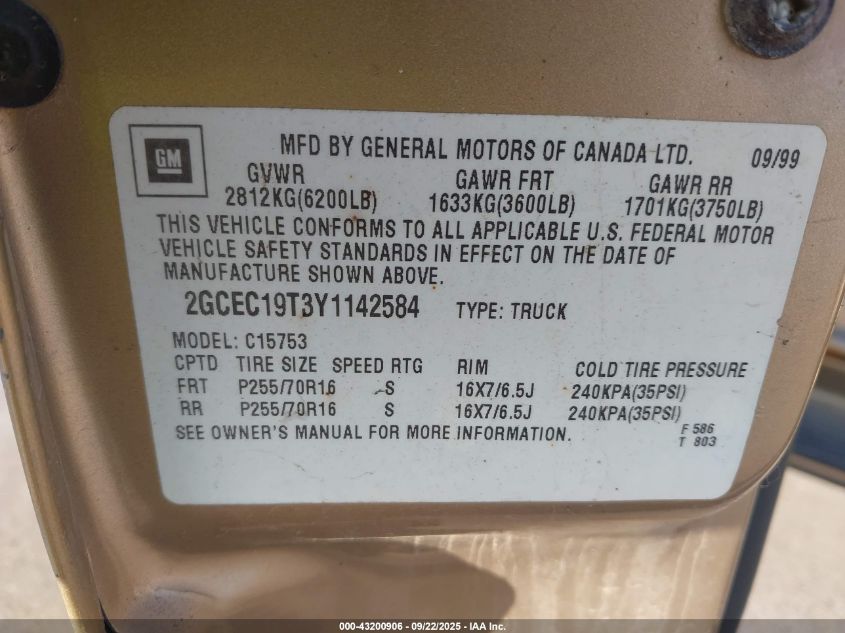 GM
MFD BY GENERAL MOTORS OF CANADA LTD. 09/99
GVWR GAWR FRT GAWR RR
2812KG(6200LB) 1633KG(3600LB) 1701KG(3750LB)
THIS VEHICLE CONFORMS TO ALL APPLICABLE U.S. FEDERAL MOTOR
VEHICLE SAFETY STANDARDS IN EFFECT ON THE DATE OF
MANUFACTURE SHOWN ABOVE.
2GCEC19T3Y1142584 TYPE: TRUCK
MODEL: C15753
CPTD TIRE SIZE SPEED RTG RIM COLD TIRE PRESSURE
FRT P255/70R16 S 16X7/6.5J 240KPA(35PSI)
RR P255/70R16 S 16X7/6.5J 240KPA(35PSI)
SEE OWNER'S MANUAL FOR MORE INFORMATION. F 586
T 803
000-43200906 - 09/22/2025 - IAA Inc.